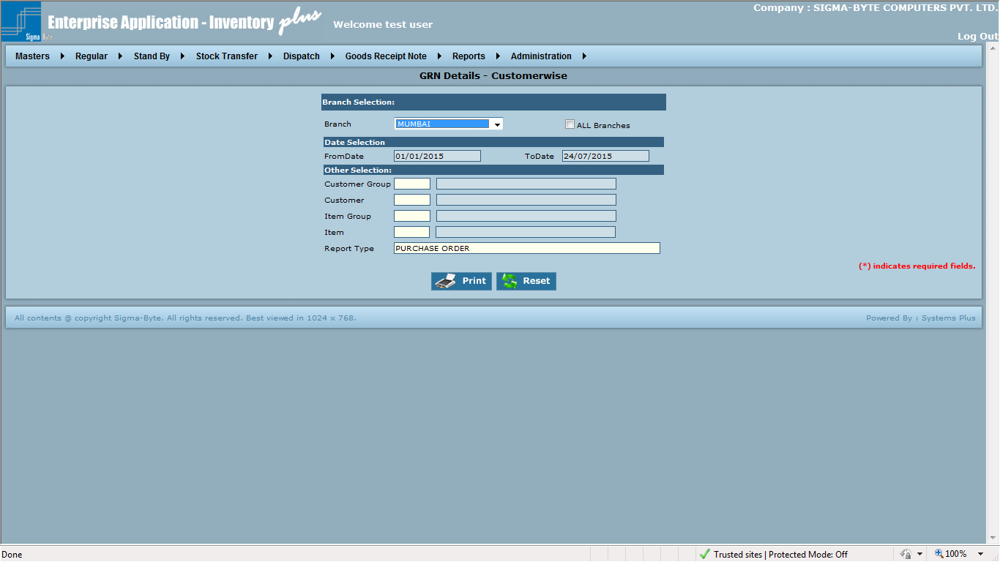 Company : SIGMA-BYTE COMPUTERS PVT. LTD.
Sigma Byte
Enterprise Application - Inventory plus
Welcome test user
Log Out
Masters Regular Stand By Stock Transfer Dispatch Goods Receipt Note Reports Administration
GRN Details - Customerwise
Branch Selection:
Branch MUMBAI ALL Branches
Date Selection
FromDate 01/01/2015 ToDate 24/07/2015
Other Selection:
Customer Group
Customer
Item Group
Item
Report Type PURCHASE ORDER
(*) indicates required fields.
Print Reset
All contents @ copyright Sigma-Byte. All rights reserved. Best viewed in 1024 x 768. Powered By : Systems Plus
Done Trusted sites | Protected Mode: Off 100%